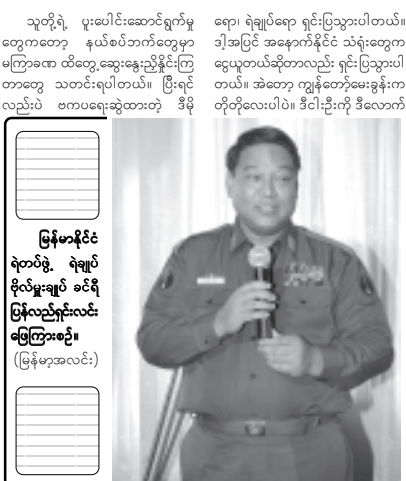 သူတို့ရဲ့ ပူးပေါင်းဆောင်ရွက်မှု
တွေကတော့ နယ်စပ်ဘက်တွေမှာ
မကြာခဏ ထိတွေ့ဆွေးနွေးညှိနှိုင်းကြ
တာတွေ သတင်းရပါတယ်။ ပြီးရင်
လည်းပဲ ဗကပရေးဆွဲထားတဲ့ ဒီမို
ရော၊ ရဲချုပ်ရော ရှင်းပြသွားပါတယ်။
ဒါ့အပြင် အနောက်နိုင်ငံ သံရုံးတွေက
ငွေယူတယ်ဆိုတာလည်း ရှင်းပြသွားပါ
တယ်။ အဲတော့ ကျွန်တော့်မေးခွန်းက
တိုတိုလေးပါပဲ။ ဒီငါးဦးကို ဒီလောက်
မြန်မာနိုင်ငံ
ရဲတပ်ဖွဲ့ ရဲချုပ်
ဗိုလ်မှူးချုပ် ခင်ရီ
ပြန်လည်ရှင်းလင်း
ဖြေကြားစဉ်။
(မြန်မာ့အလင်း)